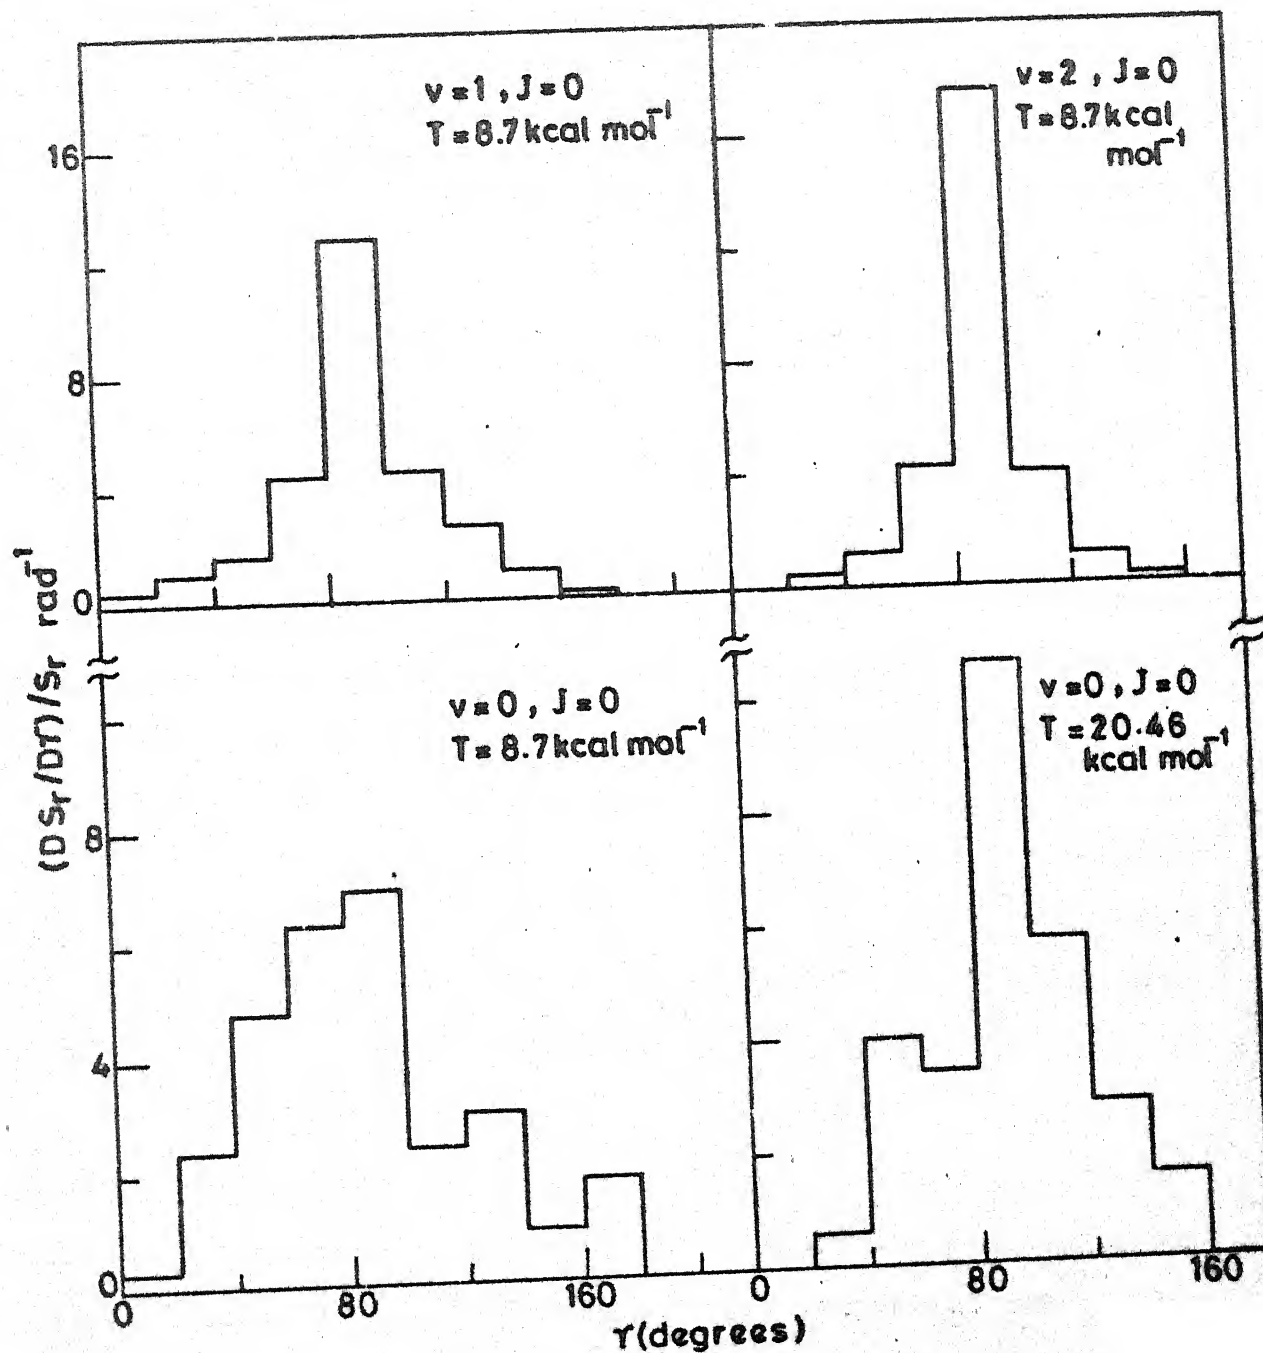 v=1, J=0
T=8.7 kcal mol⁻¹
v=2, J=0
T=8.7 kcal
mol⁻¹
16
8
0
(DSr/Dϒ)/Sr rad⁻¹
v=0, J=0
T=8.7 kcal mol⁻¹
v=0, J=0
T=20.46
kcal mol⁻¹
8
4
0
0 80 160 0 80 160
ϒ(degrees)